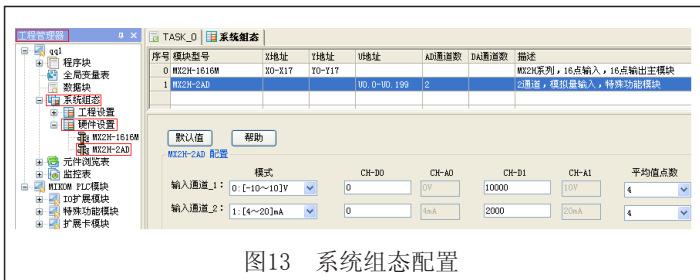 工程管理器
qq1
程序块
全局变量表
数据块
系统组态
工程设置
硬件设置
MX2H-1616M
MX2H-2AD
元件浏览表
监控表
MIKOM PLC模块
IO扩展模块
特殊功能模块
扩展卡模块
TASK_0 系统组态
序号 模块型号 X地址 Y地址 U地址 AD通道数 DA通道数 描述
0 MX2H-1616M X0-X17 Y0-Y17 MX2H系列，16点输入，16点输出主模块
1 MX2H-2AD U0.0-U0.199 2 2通道，模拟量输入，特殊功能模块
默认值 帮助
MX2H-2AD 配置
模式 CH-D0 CH-A0 CH-D1 CH-A1 平均值点数
输入通道_1： 0:[-10～10]V 0 0V 10000 10V 4
输入通道_2： 1:[4～20]mA 0 4mA 2000 20mA 4
图13 系统组态配置